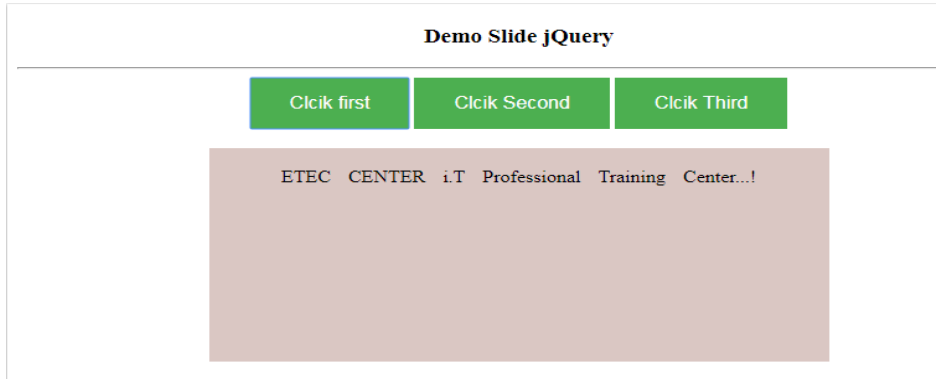 Demo Slide jQuery
Clcik first Clcik Second Clcik Third
ETEC CENTER i.T Professional Training Center...!